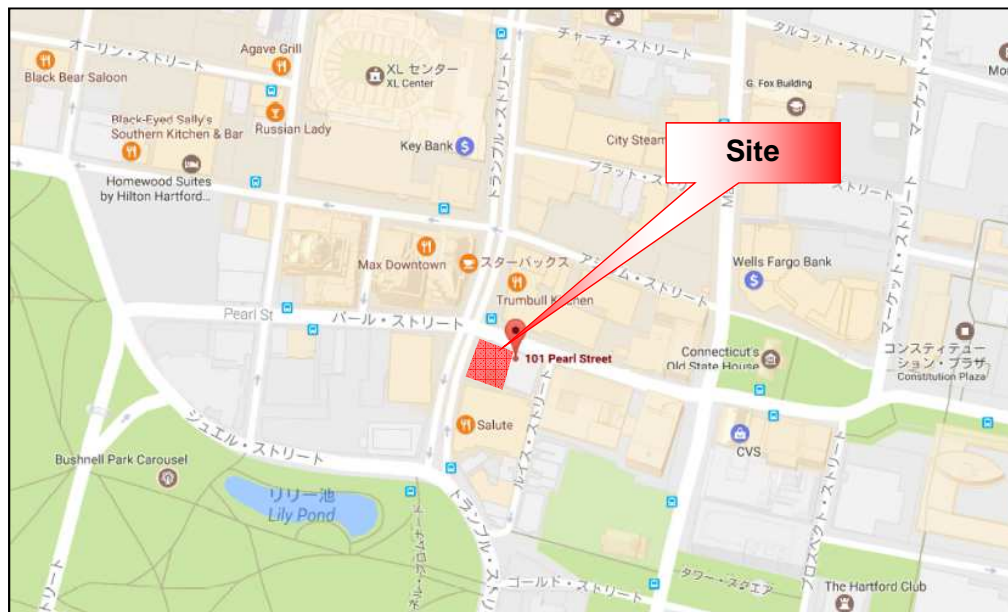 オーリン・ストリート
Agave Grill
Black Bear Saloon
XL センター
XL Center
チャーチ・ストリート
タルコット・ストリート
マーケット・スト
Mor
G. Fox Building
Black-Eyed Sally's
Southern Kitchen & Bar
Russian Lady
Key Bank
トランブル・ストリート
City Steam
Site
Homewood Suites
by Hilton Hartford...
プラット・ス
ストリート
マーケット・ストリート
Max Downtown
スターバックス
アシラム・ストリート
Wells Fargo Bank
Trumbull Kitchen
Pearl St
パール・ストリート
101 Pearl Street
Connecticut's
Old State House
コンスティテュー
ション・プラザ
Constitution Plaza
Salute
ルイス・ストリート
CVS
ジュエル・ストリート
Bushnell Park Carousel
リリー池
Lily Pond
トランブル・スト
プロスペクト・ストリート
ゴールド・ストリート
タワー・スクエア
The Hartford Club
トリート